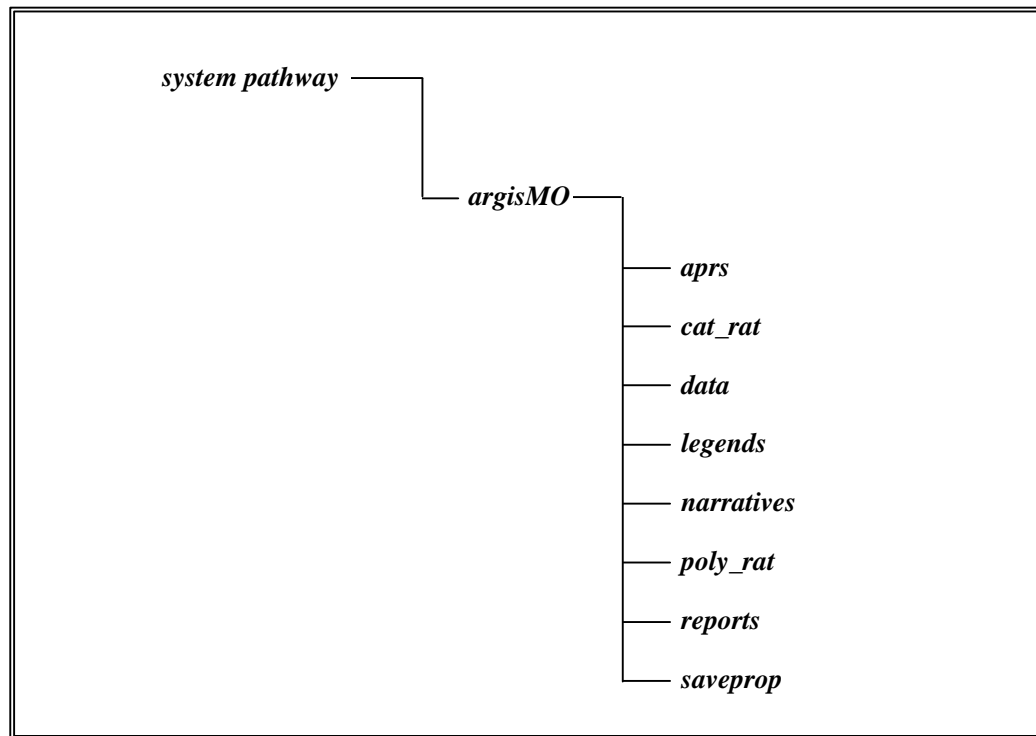 system pathway
argisMO
aprs
cat_rat
data
legends
narratives
poly_rat
reports
saveprop